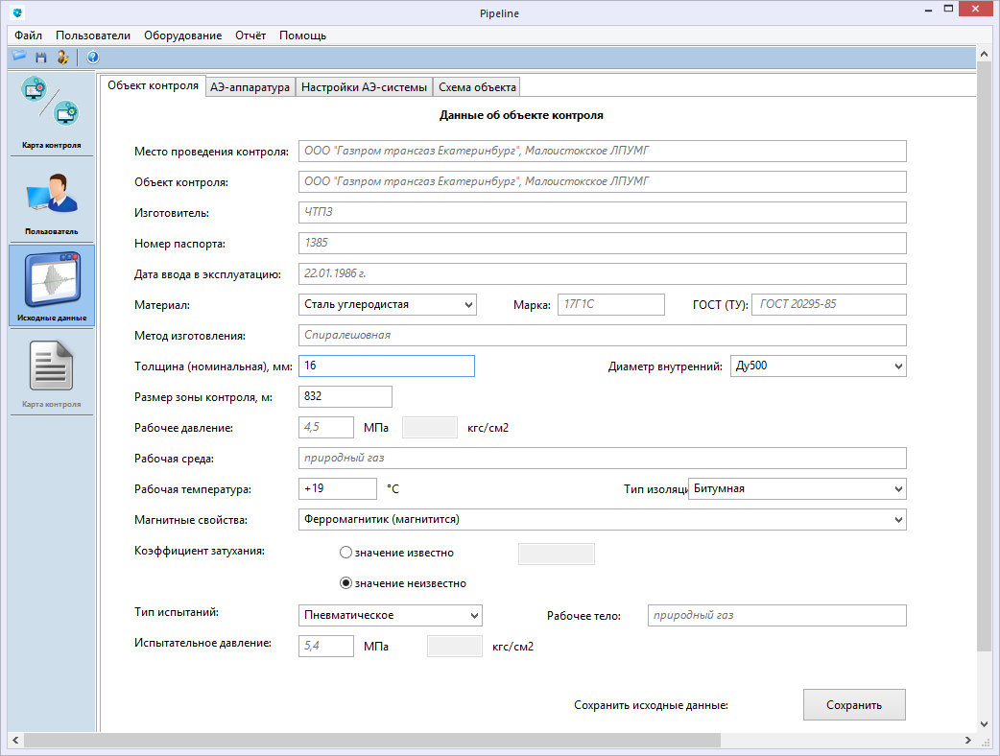 Pipeline
Файл Пользователи Оборудование Отчёт Помощь
Объект контроля АЭ-аппаратура Настройки АЭ-системы Схема объекта
Данные об объекте контроля
Карта контроля
Пользователь
Исходные данные
Карта контроля
Место проведения контроля: ООО "Газпром трансгаз Екатеринбург", Малоистокское ЛПУМГ
Объект контроля: ООО "Газпром трансгаз Екатеринбург", Малоистокское ЛПУМГ
Изготовитель: ЧТПЗ
Номер паспорта: 1385
Дата ввода в эксплуатацию: 22.01.1986 г.
Материал: Сталь углеродистая Марка: 17Г1С ГОСТ (ТУ): ГОСТ 20295-85
Метод изготовления: Спиралешовная
Толщина (номинальная), мм: 16 Диаметр внутренний: Ду500
Размер зоны контроля, м: 832
Рабочее давление: 4,5 МПа кгс/см2
Рабочая среда: природный газ
Рабочая температура: +19 °C Тип изоляци Битумная
Магнитные свойства: Ферромагнитик (магнитится)
Коэффициент затухания: значение известно
значение неизвестно
Тип испытаний: Пневматическое Рабочее тело: природный газ
Испытательное давление: 5,4 МПа кгс/см2
Сохранить исходные данные: Сохранить